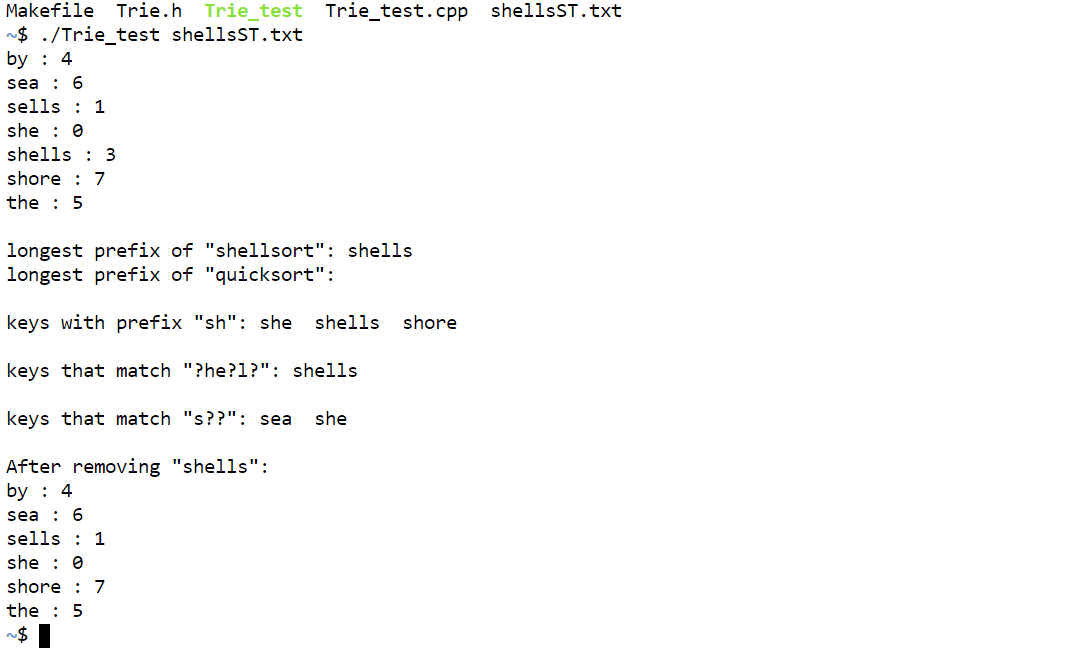 Makefile  Trie.h  Trie_test  Trie_test.cpp  shellsST.txt
~$ ./Trie_test shellsST.txt
by : 4
sea : 6
sells : 1
she : 0
shells : 3
shore : 7
the : 5

longest prefix of "shellsort": shells
longest prefix of "quicksort":

keys with prefix "sh": she  shells  shore

keys that match "?he?l?": shells

keys that match "s??": sea  she

After removing "shells":
by : 4
sea : 6
sells : 1
she : 0
shore : 7
the : 5
~$